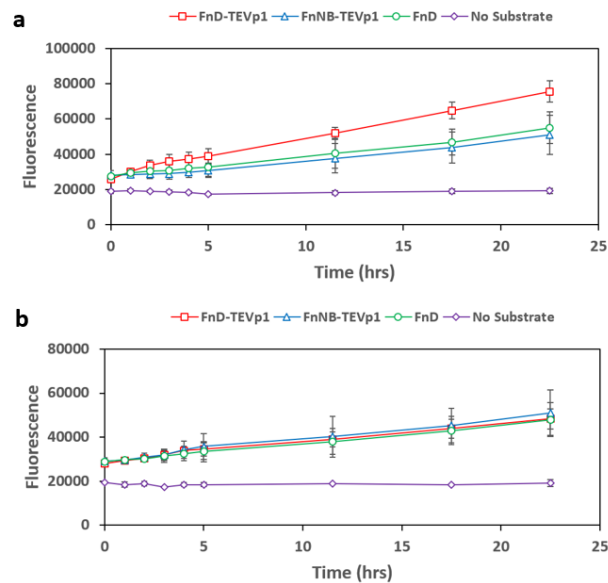 a
FnD-TEVp1 FnNB-TEVp1 FnD No Substrate
100000
80000
60000
40000
20000
0
Fluorescence
0 5 10 15 20 25
Time (hrs)
b
FnD-TEVp1 FnNB-TEVp1 FnD No Substrate
80000
60000
40000
20000
0
Fluorescence
0 5 10 15 20 25
Time (hrs)